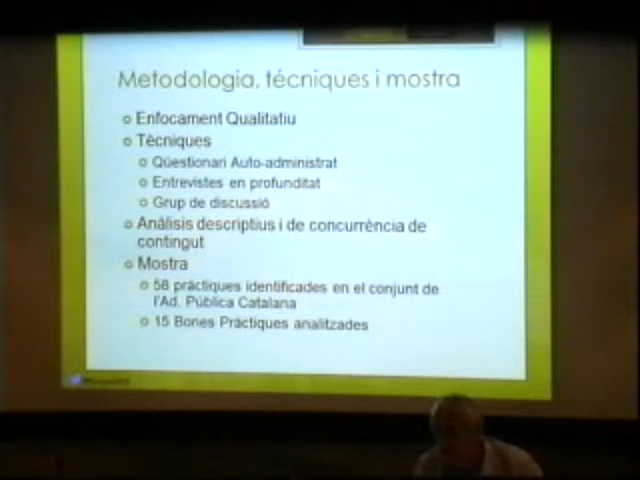 Metodologia, tècniques i mostra
Enfocament Qualitatiu
Tècniques
Qüestionari Auto-administrat
Entrevistes en profunditat
Grup de discussió
Anàlisis descriptius i de concurrència de
contingut
Mostra
58 pràctiques identificades en el conjunt de
l'Ad. Pública Catalana
15 Bones Pràctiques analitzades